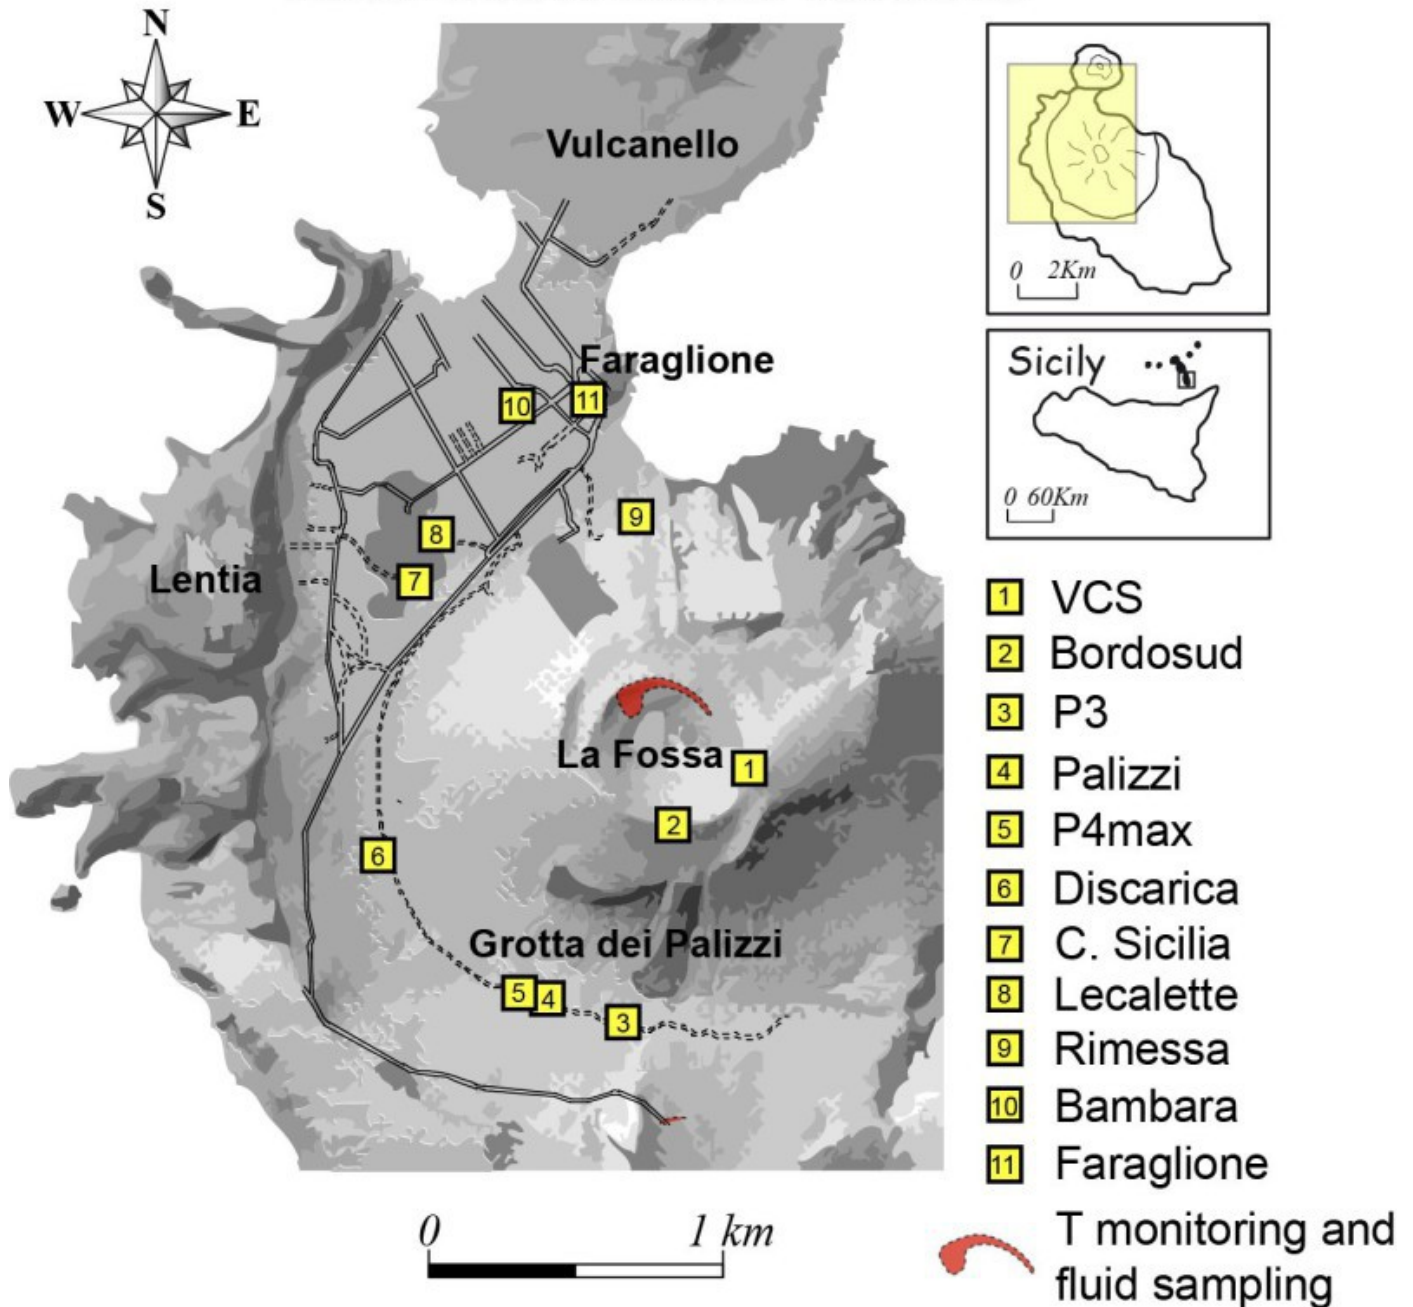 N
W E
S
Vulcanello
Faraglione
10
11
9
8
7
Lentia
La Fossa
1
2
6
Grotta dei Palizzi
5
4
3
0 2Km
Sicily
0 60Km
1 VCS
2 Bordosud
3 P3
4 Palizzi
5 P4max
6 Discarica
7 C. Sicilia
8 Lecalette
9 Rimessa
10 Bambara
11 Faraglione
0 1 km
T monitoring and
fluid sampling